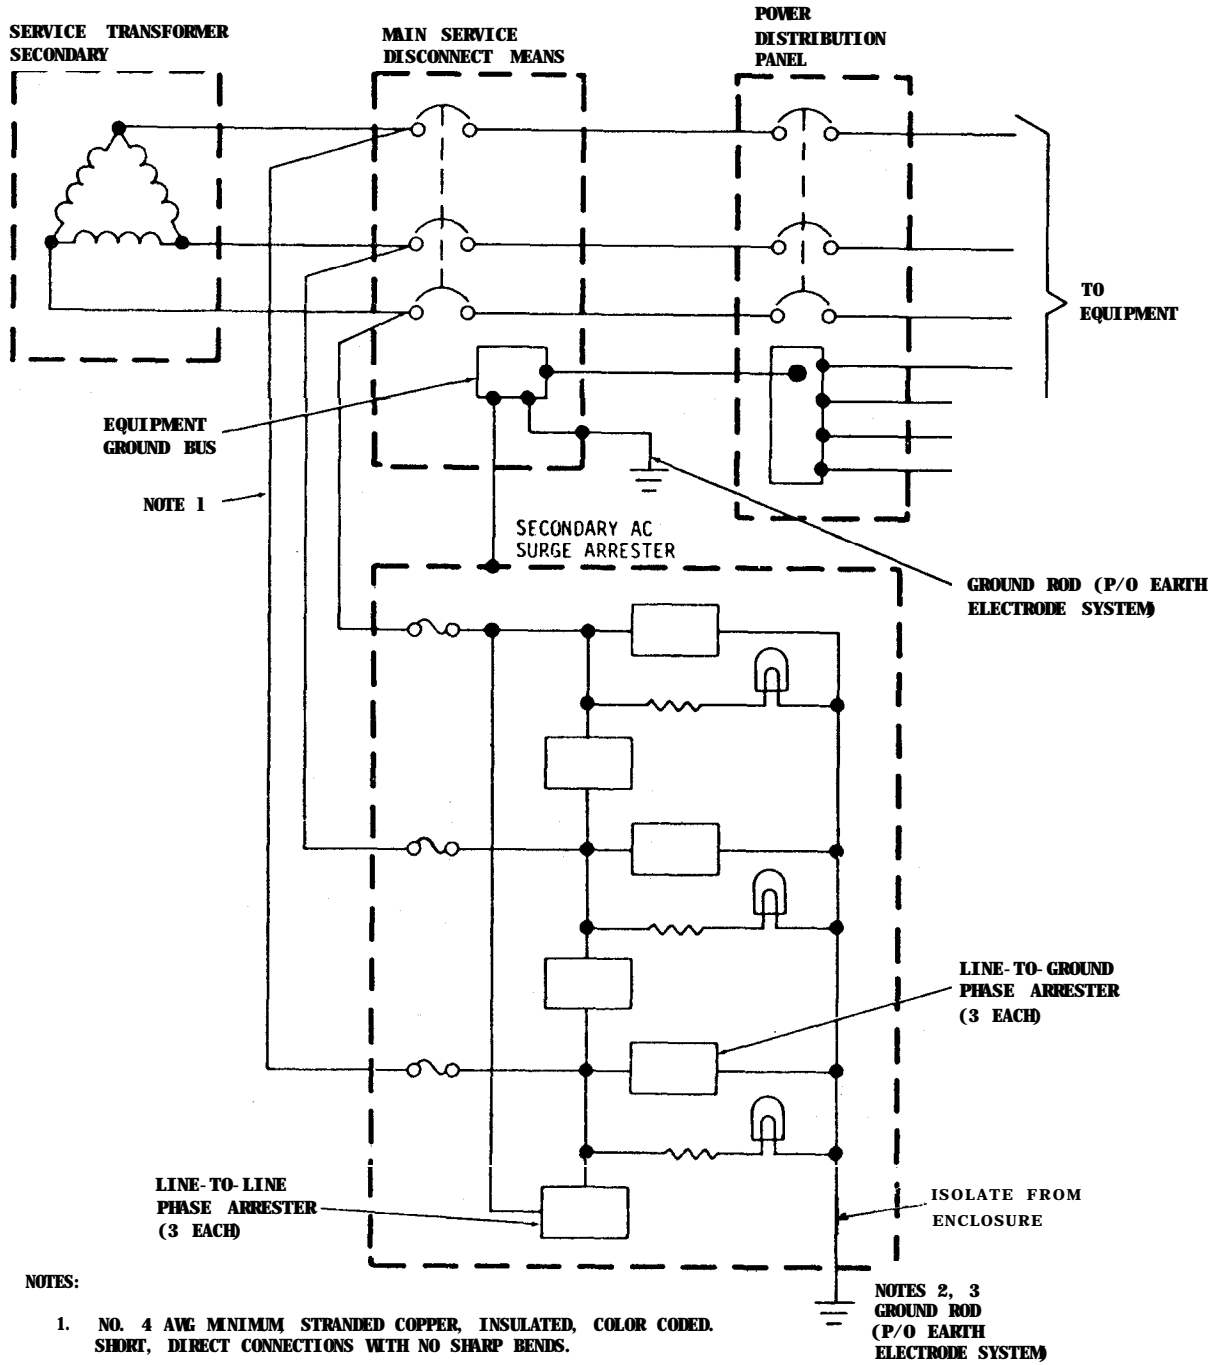 SERVICE TRANSFORMER
SECONDARY
MAIN SERVICE
DISCONNECT MEANS
POWER
DISTRIBUTION
PANEL
TO
EQUIPMENT
EQUIPMENT
GROUND BUS
NOTE 1
SECONDARY AC
SURGE ARRESTER
GROUND ROD (P/O EARTH
ELECTRODE SYSTEM)
LINE-TO-GROUND
PHASE ARRESTER
(3 EACH)
LINE-TO-LINE
PHASE ARRESTER
(3 EACH)
ISOLATE FROM
ENCLOSURE
NOTES 2, 3
GROUND ROD
(P/O EARTH
ELECTRODE SYSTEM)
NOTES:
1. NO. 4 AWG MINIMUM, STRANDED COPPER, INSULATED, COLOR CODED.
SHORT, DIRECT CONNECTIONS WITH NO SHARP BENDS.